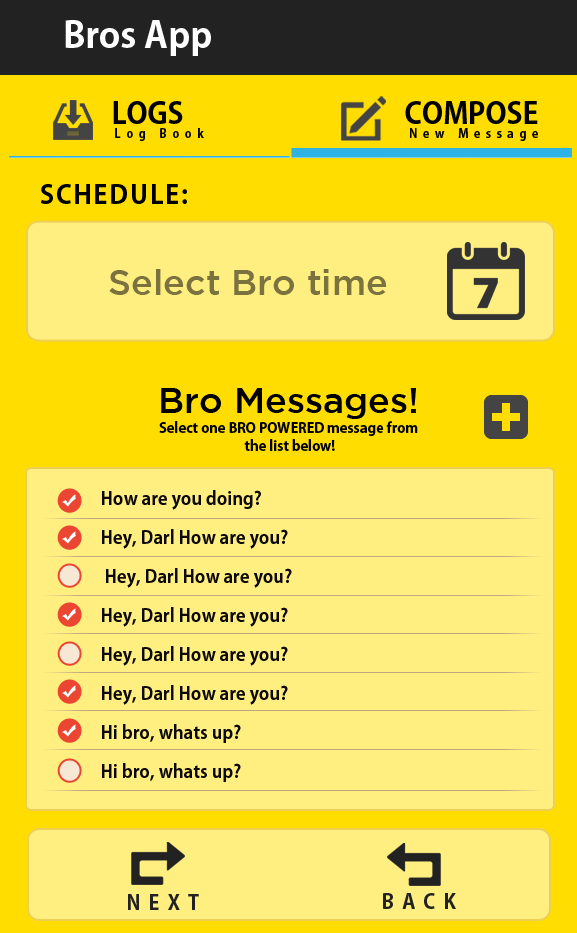 Bros App
LOGS
Log Book
COMPOSE
New Message
SCHEDULE:
Select Bro time
7
Bro Messages!
Select one BRO POWERED message from
the list below!
How are you doing?
Hey, Darl How are you?
Hey, Darl How are you?
Hey, Darl How are you?
Hey, Darl How are you?
Hey, Darl How are you?
Hi bro, whats up?
Hi bro, whats up?
NEXT
BACK